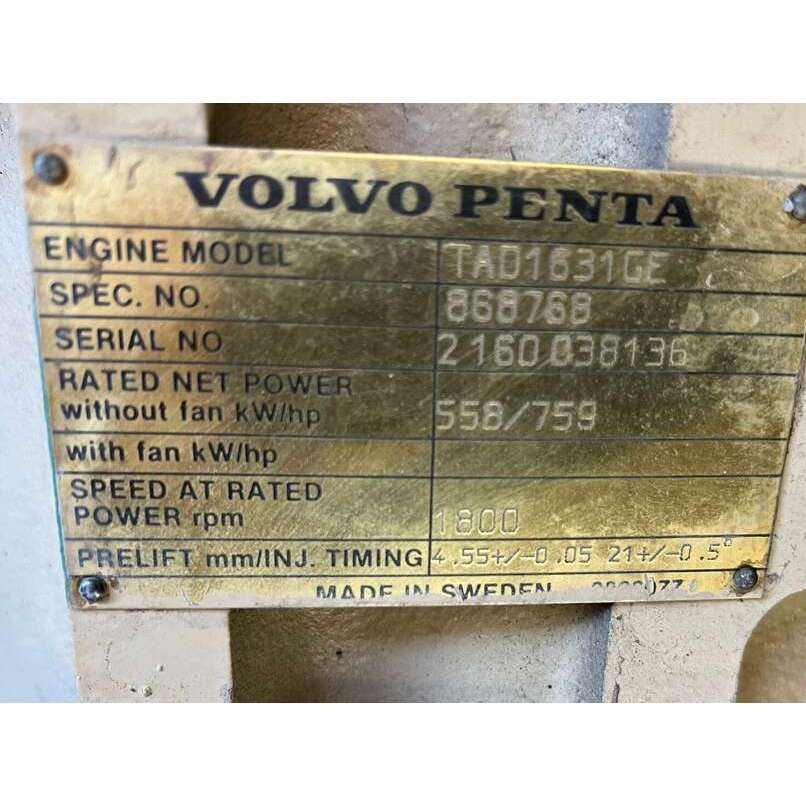 VOLVO PENTA
ENGINE MODEL TAD1631GE
SPEC. NO. 868768
SERIAL NO 2160038136
RATED NET POWER
without fan kW/hp 558/759
with fan kW/hp
SPEED AT RATED
POWER rpm 1800
PRELIFT mm/INJ. TIMING 4.55+/-0.05 21+/-0.5°
MADE IN SWEDEN